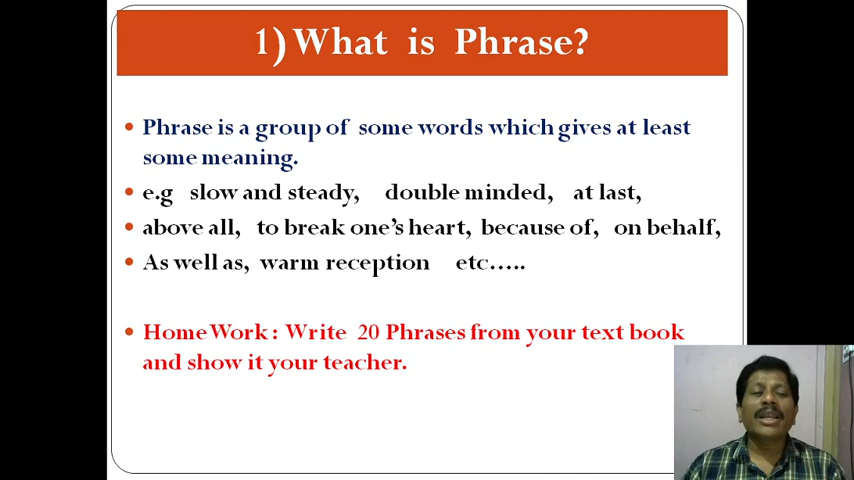 1) What is Phrase?
Phrase is a group of some words which gives at least
some meaning.
e.g slow and steady, double minded, at last,
above all, to break one's heart, because of, on behalf,
As well as, warm reception etc.....
Home Work : Write 20 Phrases from your text book
and show it your teacher.